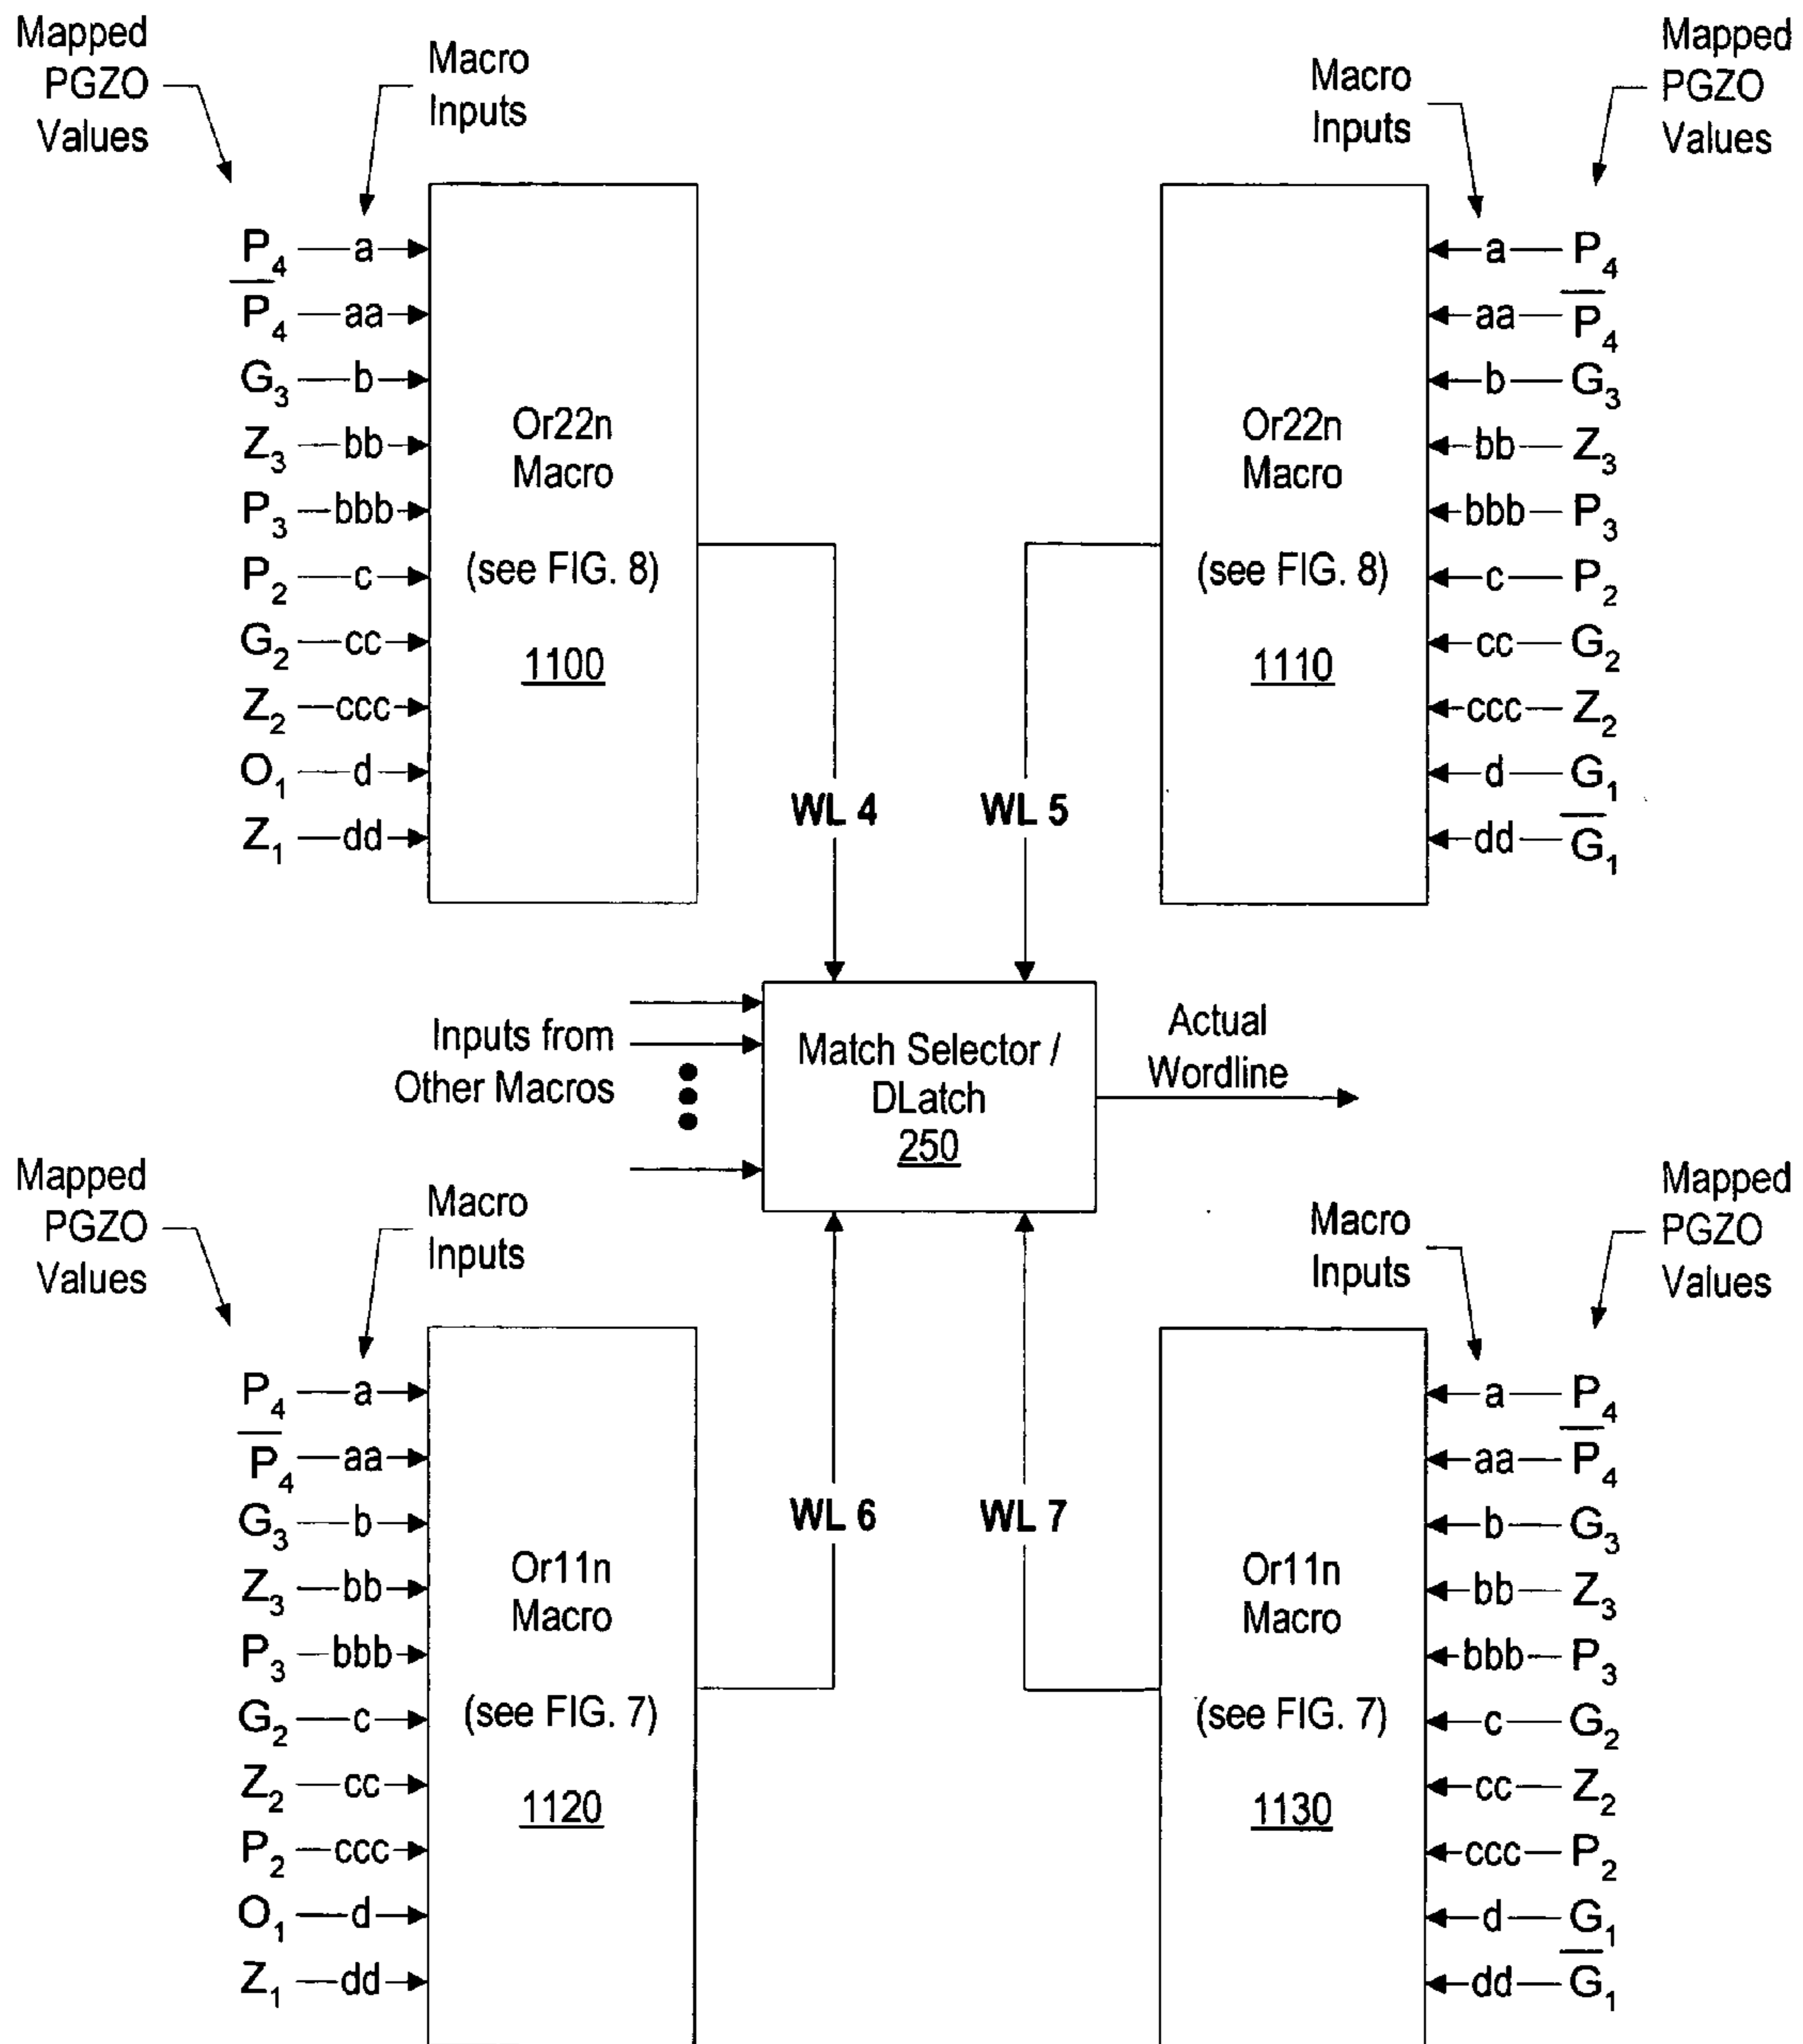 Mapped
PGZO
Values
Macro
Inputs
P₄ a
P̅₄ aa
G₃ b
Z₃ bb
P₃ bbb
P₂ c
G₂ cc
Z₂ ccc
O₁ d
Z₁ dd
Or22n
Macro
(see FIG. 8)
1100
WL 4
Macro
Inputs
Mapped
PGZO
Values
a P₄
aa P̅₄
b G₃
bb Z₃
bbb P₃
c P₂
cc G₂
ccc Z₂
d G₁
dd G̅₁
Or22n
Macro
(see FIG. 8)
1110
WL 5
Inputs from
Other Macros
Match Selector /
DLatch
250
Actual
Wordline
Mapped
PGZO
Values
Macro
Inputs
P₄ a
P̅₄ aa
G₃ b
Z₃ bb
P₃ bbb
G₂ c
Z₂ cc
P₂ ccc
O₁ d
Z₁ dd
Or11n
Macro
(see FIG. 7)
1120
WL 6
Macro
Inputs
Mapped
PGZO
Values
a P₄
aa P̅₄
b G₃
bb Z₃
bbb P₃
c G₂
cc Z₂
ccc P₂
d G₁
dd G̅₁
Or11n
Macro
(see FIG. 7)
1130
WL 7